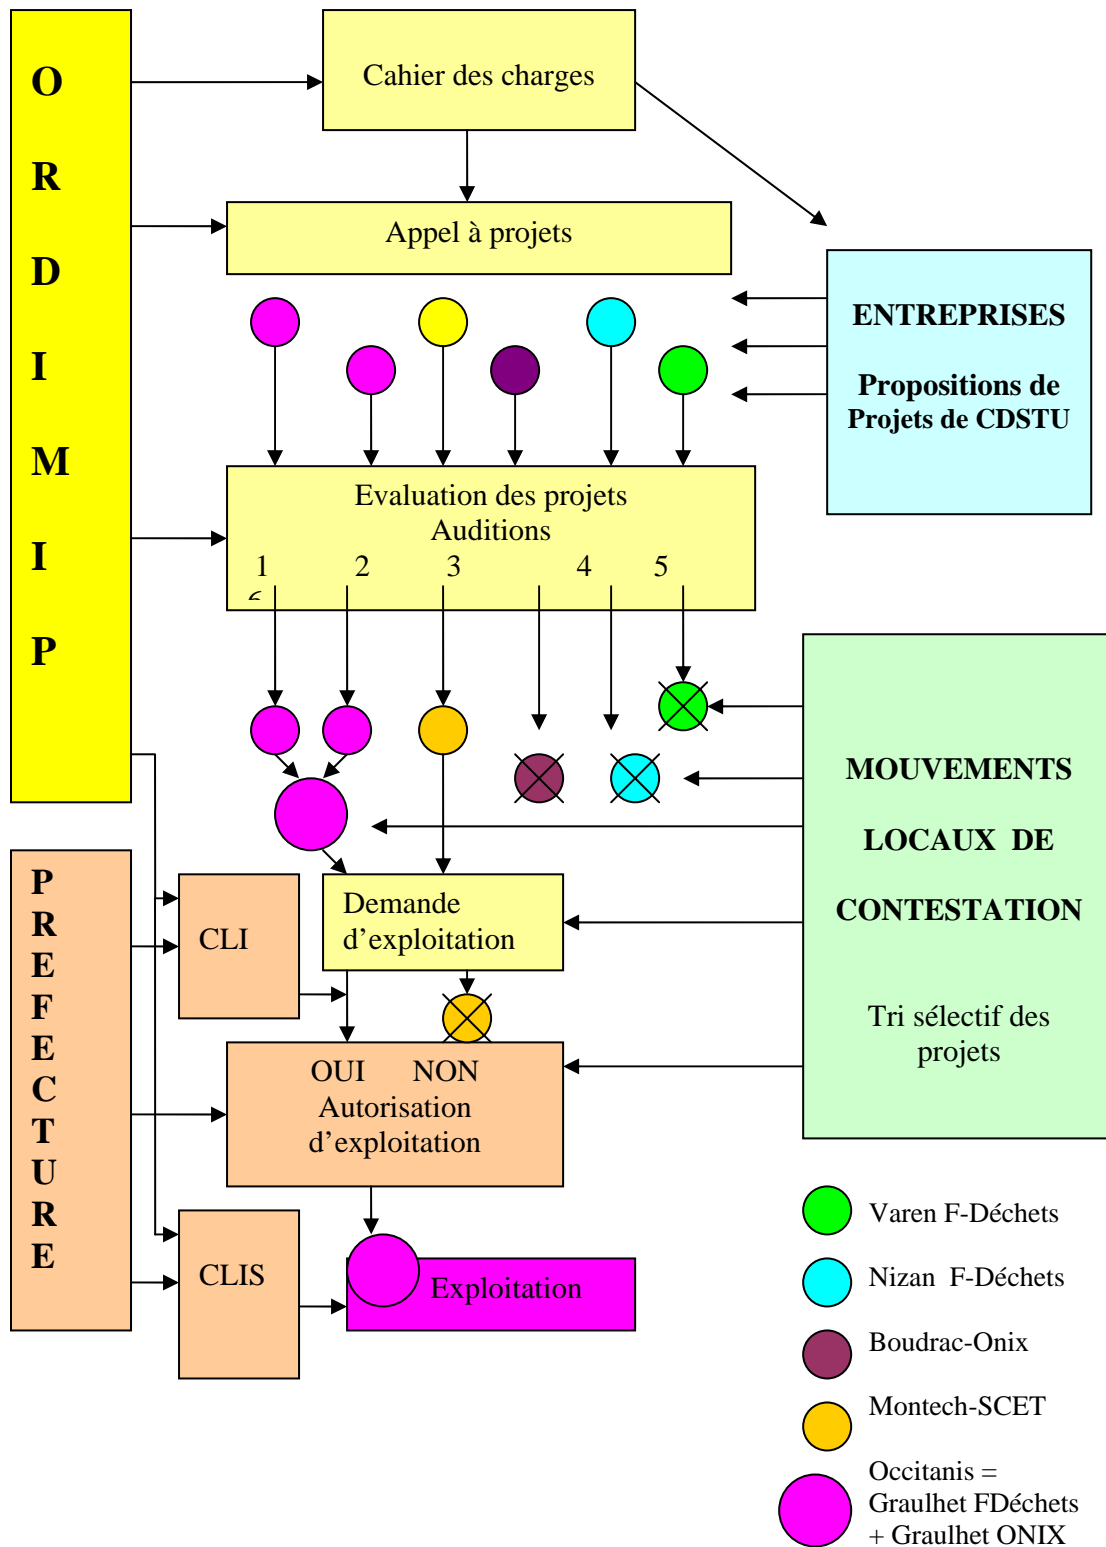 O
R
D
I
M
I
P
Cahier des charges
Appel à projets
ENTREPRISES
Propositions de
Projets de CDSTU
Evaluation des projets
Auditions
1 2 3 4 5
6
MOUVEMENTS
LOCAUX DE
CONTESTATION
Tri sélectif des
projets
P
R
E
F
E
C
T
U
R
E
CLI
Demande
d’exploitation
OUI NON
Autorisation
d’exploitation
CLIS
Exploitation
Varen F-Déchets
Nizan F-Déchets
Boudrac-Onix
Montech-SCET
Occitanis =
Graulhet FDéchets
+ Graulhet ONIX